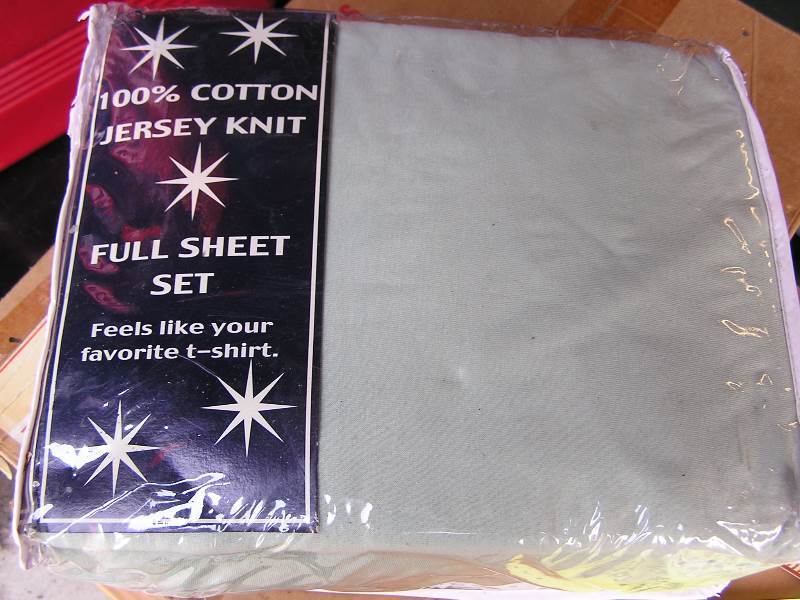 100% COTTON
JERSEY KNIT
FULL SHEET
SET
Feels like your
favorite t-shirt.